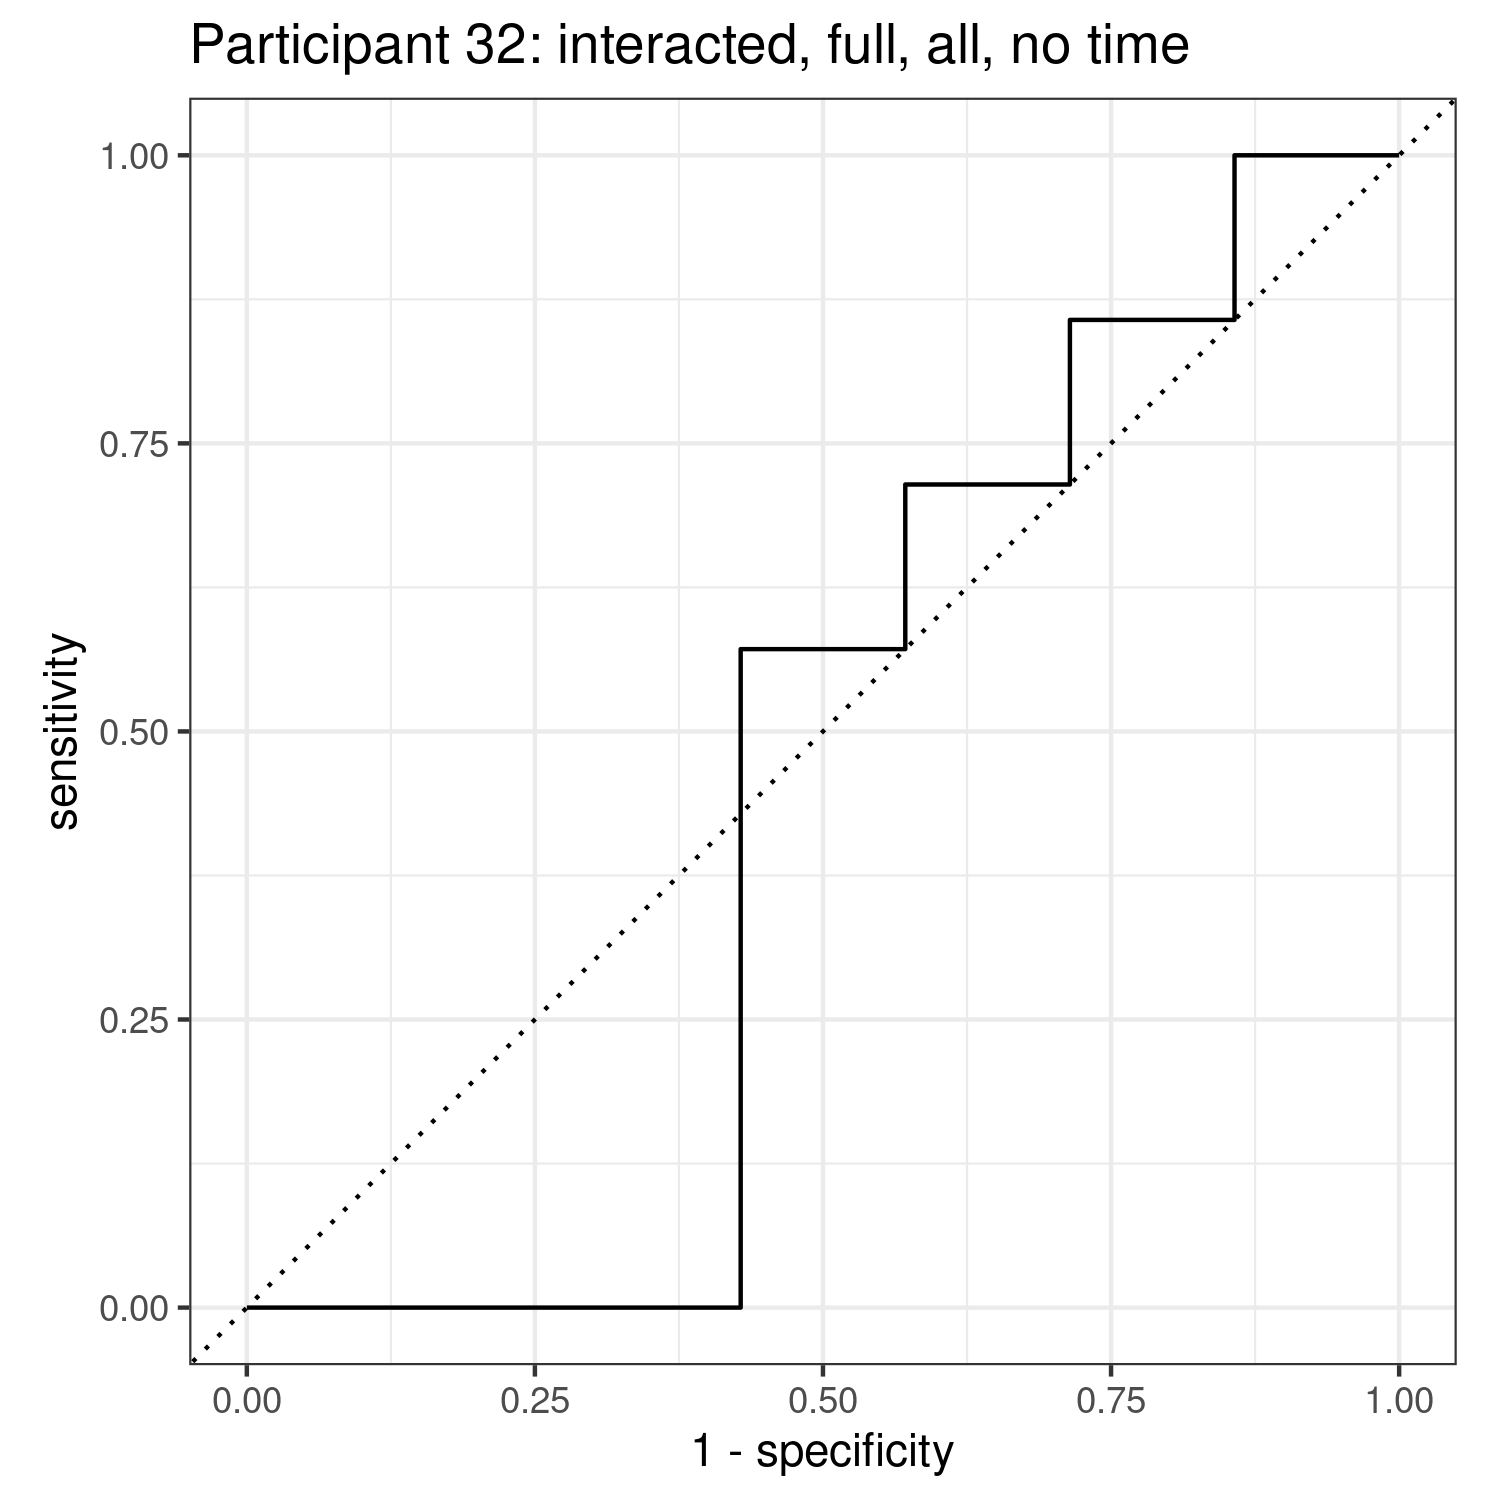 Participant 32: interacted, full, all, no time
1.00
0.75
0.50
0.25
0.00
sensitivity
0.00 0.25 0.50 0.75 1.00
1 - specificity